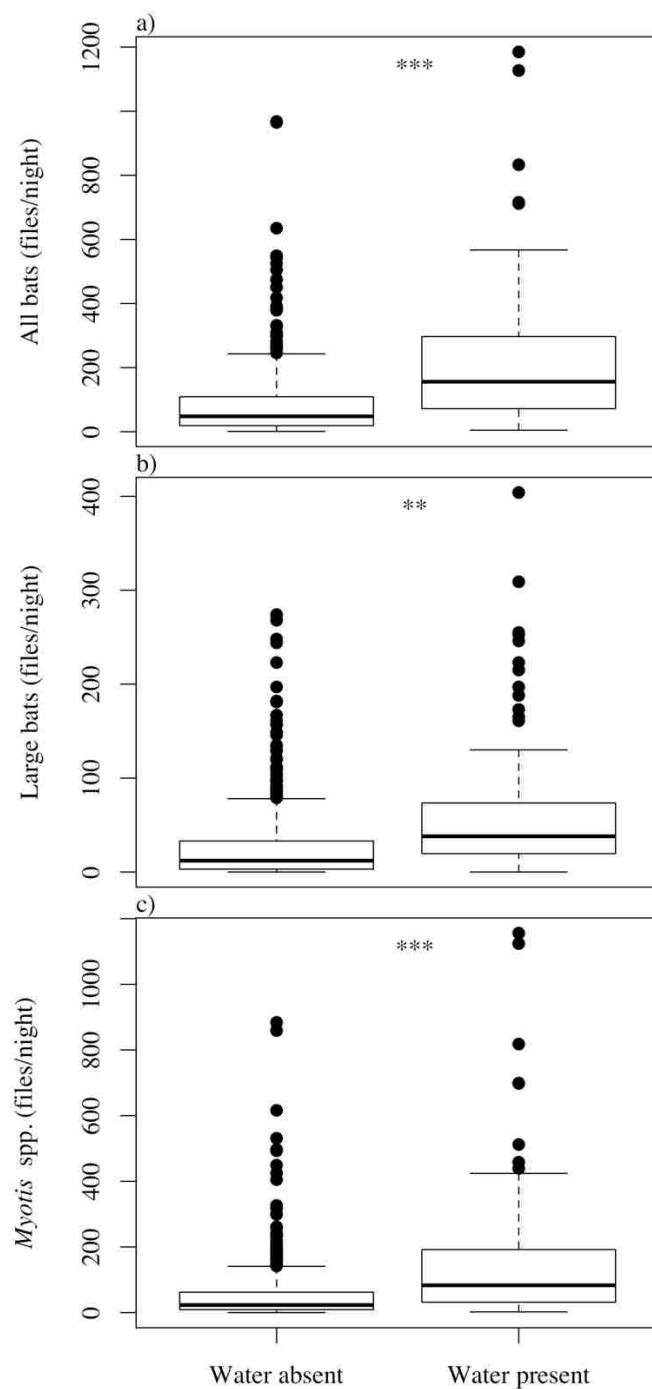 a)
1200
800
600
400
200
0
All bats (files/night)
***
b)
400
300
200
100
0
Large bats (files/night)
**
c)
1000
800
600
400
200
0
Myotis spp. (files/night)
***
Water absent
Water present